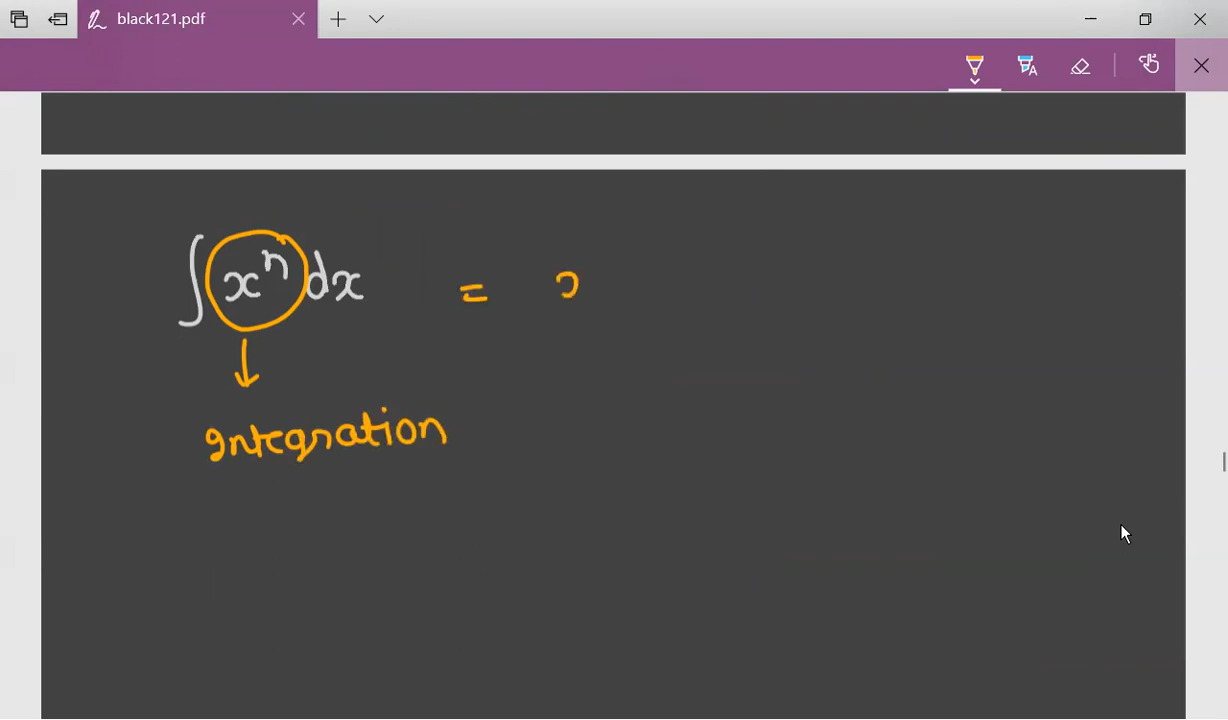 black121.pdf
∫xⁿdx =
Integration